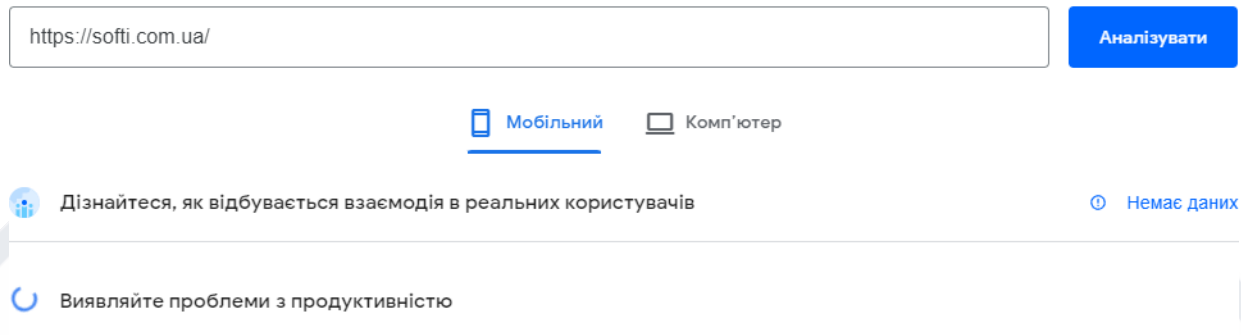 https://softi.com.ua/
Аналізувати
Мобільний
Комп’ютер
Дізнайтеся, як відбувається взаємодія в реальних користувачів
Немає даних
Виявляйте проблеми з продуктивністю